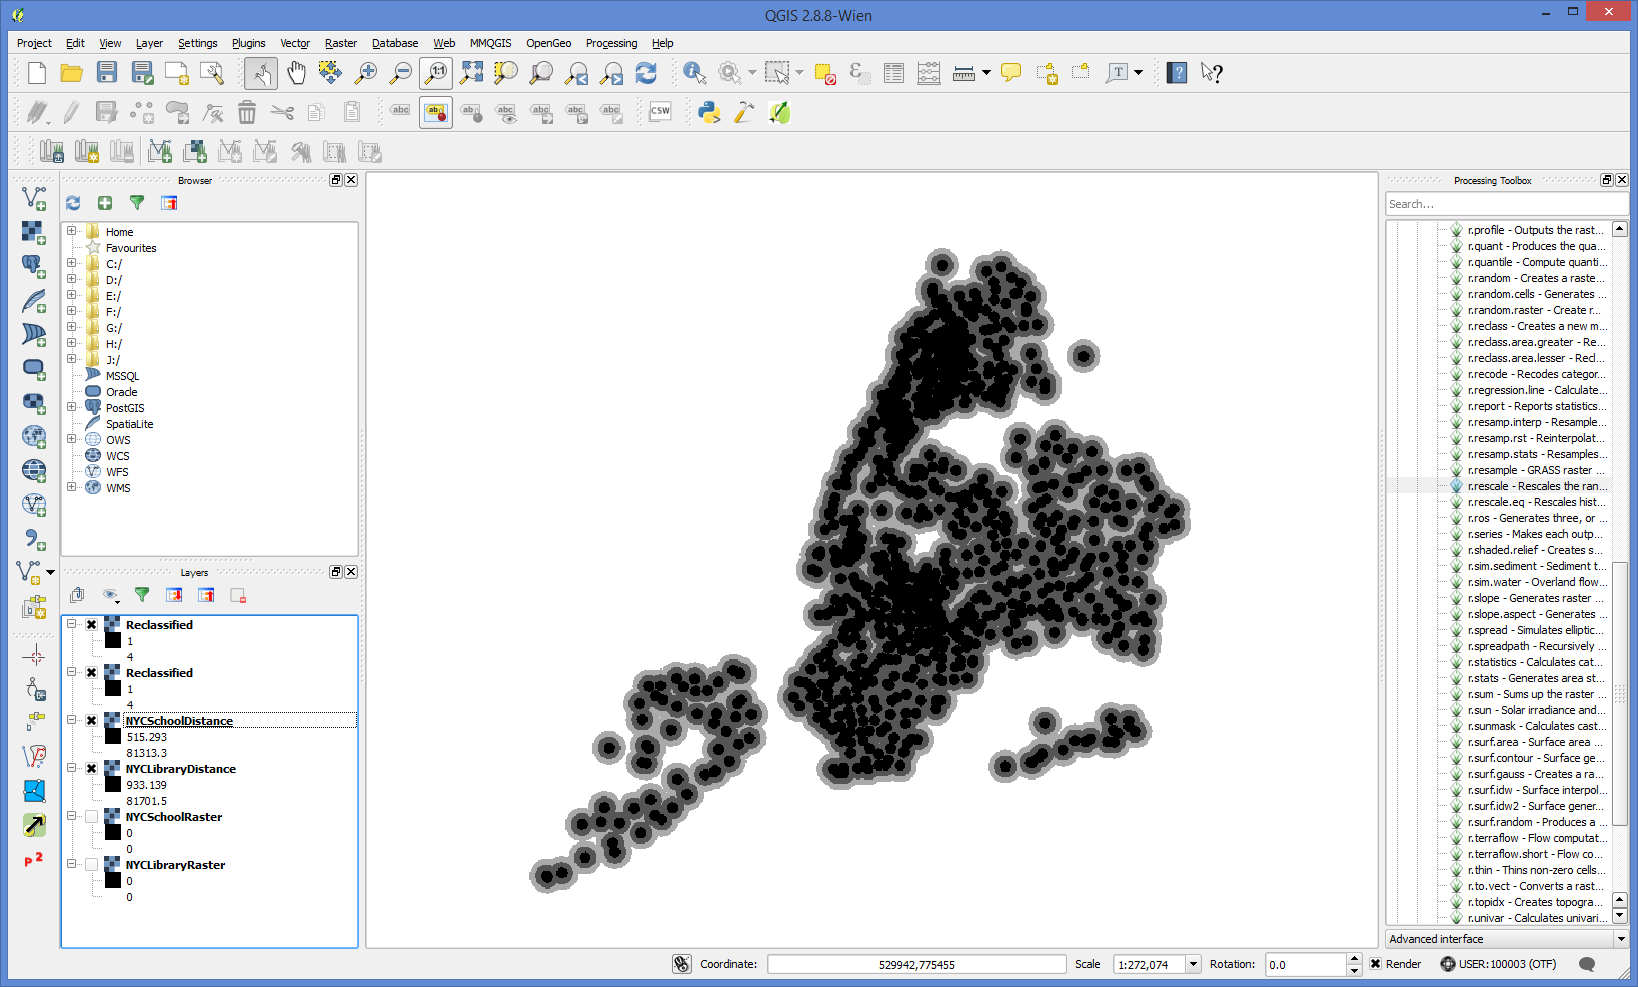 QGIS 2.8.8-Wien
Project Edit View Layer Settings Plugins Vector Raster Database Web MMQGIS OpenGeo Processing Help
1:1
T
?
?
abc
ab
ab
abc
abc
abc
abc
CSW
Browser
Home
Favourites
C:/
D:/
E:/
F:/
G:/
H:/
J:/
MSSQL
Oracle
PostGIS
SpatiaLite
OWS
WCS
WFS
WMS
Layers
Reclassified
1
4
Reclassified
1
4
NYCSchoolDistance
515.293
81313.3
NYCLibraryDistance
933.139
81701.5
NYCSchoolRaster
0
0
NYCLibraryRaster
0
0
P2
Processing Toolbox
Search...
r.profile - Outputs the rast...
r.quant - Produces the qua...
r.quantile - Compute quanti...
r.random - Creates a raste...
r.random.cells - Generates ...
r.random.raster - Create r...
r.reclass - Creates a new m...
r.reclass.area.greater - Re...
r.reclass.area.lesser - Recl...
r.recode - Recodes categor...
r.regression.line - Calculate...
r.report - Reports statistics...
r.resamp.interp - Resample...
r.resamp.rst - Reinterpolat...
r.resamp.stats - Resamples...
r.resample - GRASS raster ...
r.rescale - Rescales the ran...
r.rescale.eq - Rescales hist...
r.ros - Generates three, or ...
r.series - Makes each outp...
r.shaded.relief - Creates s...
r.sim.sediment - Sediment t...
r.sim.water - Overland flow...
r.slope - Generates raster ...
r.slope.aspect - Generates ...
r.spread - Simulates elliptic...
r.spreadpath - Recursively ...
r.statistics - Calculates cat...
r.stats - Generates area st...
r.sum - Sums up the raster ...
r.sun - Solar irradiance and...
r.sunmask - Calculates cast...
r.surf.area - Surface area ...
r.surf.contour - Surface ge...
r.surf.gauss - Creates a ra...
r.surf.idw - Surface interpol...
r.surf.idw2 - Surface gener...
r.surf.random - Produces a ...
r.terraflow - Flow computat...
r.terraflow.short - Flow co...
r.thin - Thins non-zero cells...
r.to.vect - Converts a rast...
r.topidx - Creates topogra...
r.univar - Calculates univari...
Advanced interface
Coordinate: 529942,775455 Scale 1:272,074 Rotation: 0.0 Render USER:100003 (OTF)